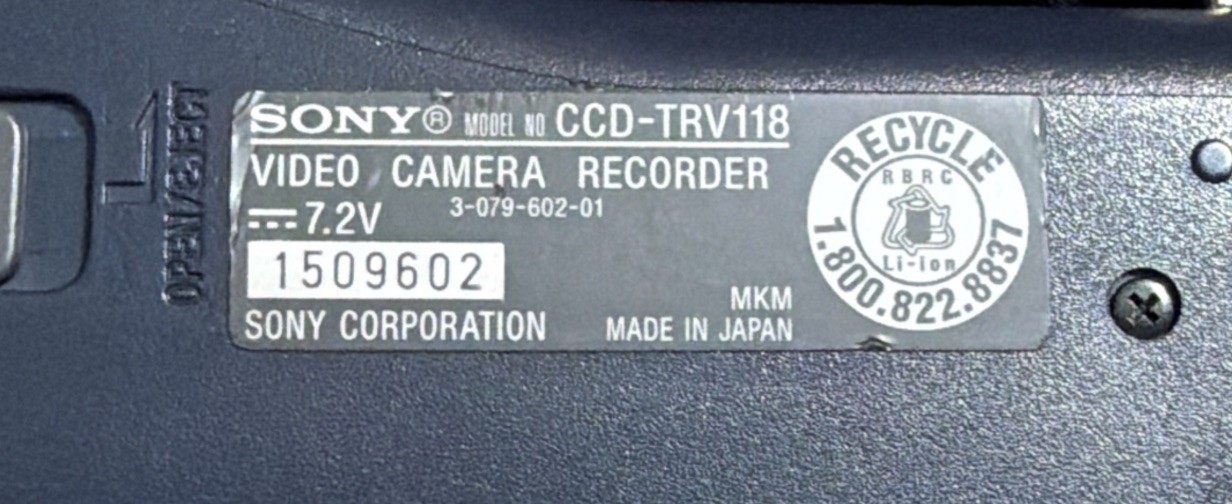 OPEN/EJECT
SONY® MODEL NO CCD-TRV118
VIDEO CAMERA RECORDER
7.2V 3-079-602-01
1509602
MKM
SONY CORPORATION MADE IN JAPAN
RECYCLE
RBRC
Li-ion
1.800.822.8837